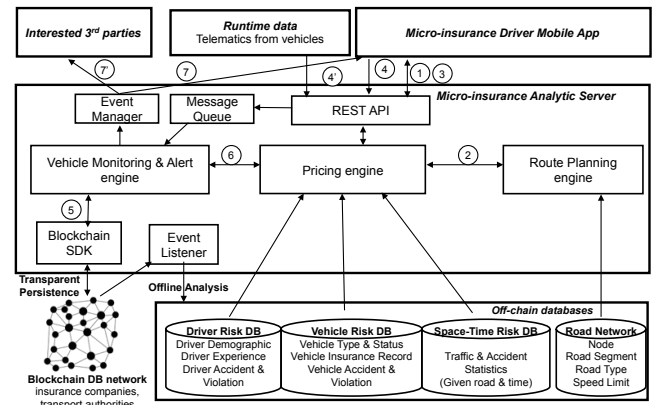 Interested 3rd parties
Runtime data
Telematics from vehicles
Micro-insurance Driver Mobile App
7'
7
4'
4
1
3
Micro-insurance Analytic Server
Event
Manager
Message
Queue
REST API
Vehicle Monitoring & Alert
engine
6
Pricing engine
2
Route Planning
engine
5
Blockchain
SDK
Event
Listener
Transparent
Persistence
Offline Analysis
Off-chain databases
Driver Risk DB
Driver Demographic
Driver Experience
Driver Accident &
Violation
Vehicle Risk DB
Vehicle Type & Status
Vehicle Insurance Record
Vehicle Accident &
Violation
Space-Time Risk DB
Traffic & Accident
Statistics
(Given road & time)
Road Network
Node
Road Segment
Road Type
Speed Limit
Blockchain DB network
insurance companies,
transport authorities